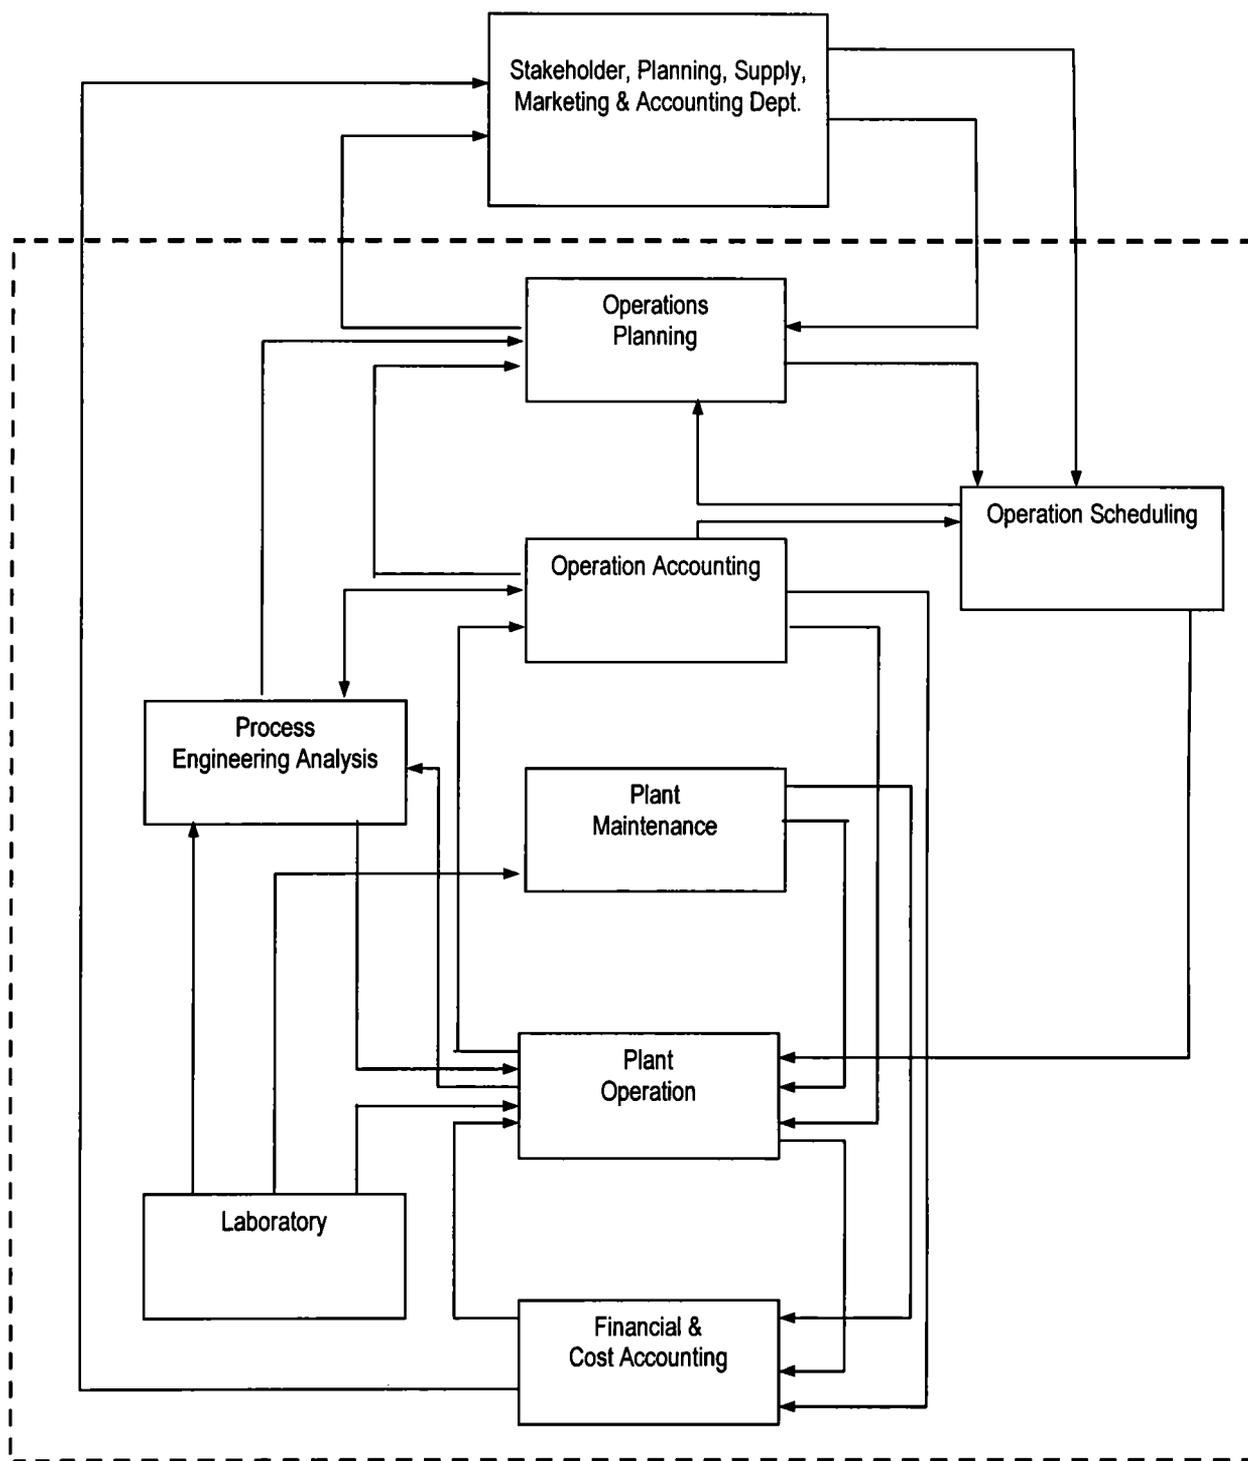 Stakeholder, Planning, Supply,
Marketing & Accounting Dept.
Operations
Planning
Operation Scheduling
Operation Accounting
Process
Engineering Analysis
Plant
Maintenance
Plant
Operation
Laboratory
Financial &
Cost Accounting